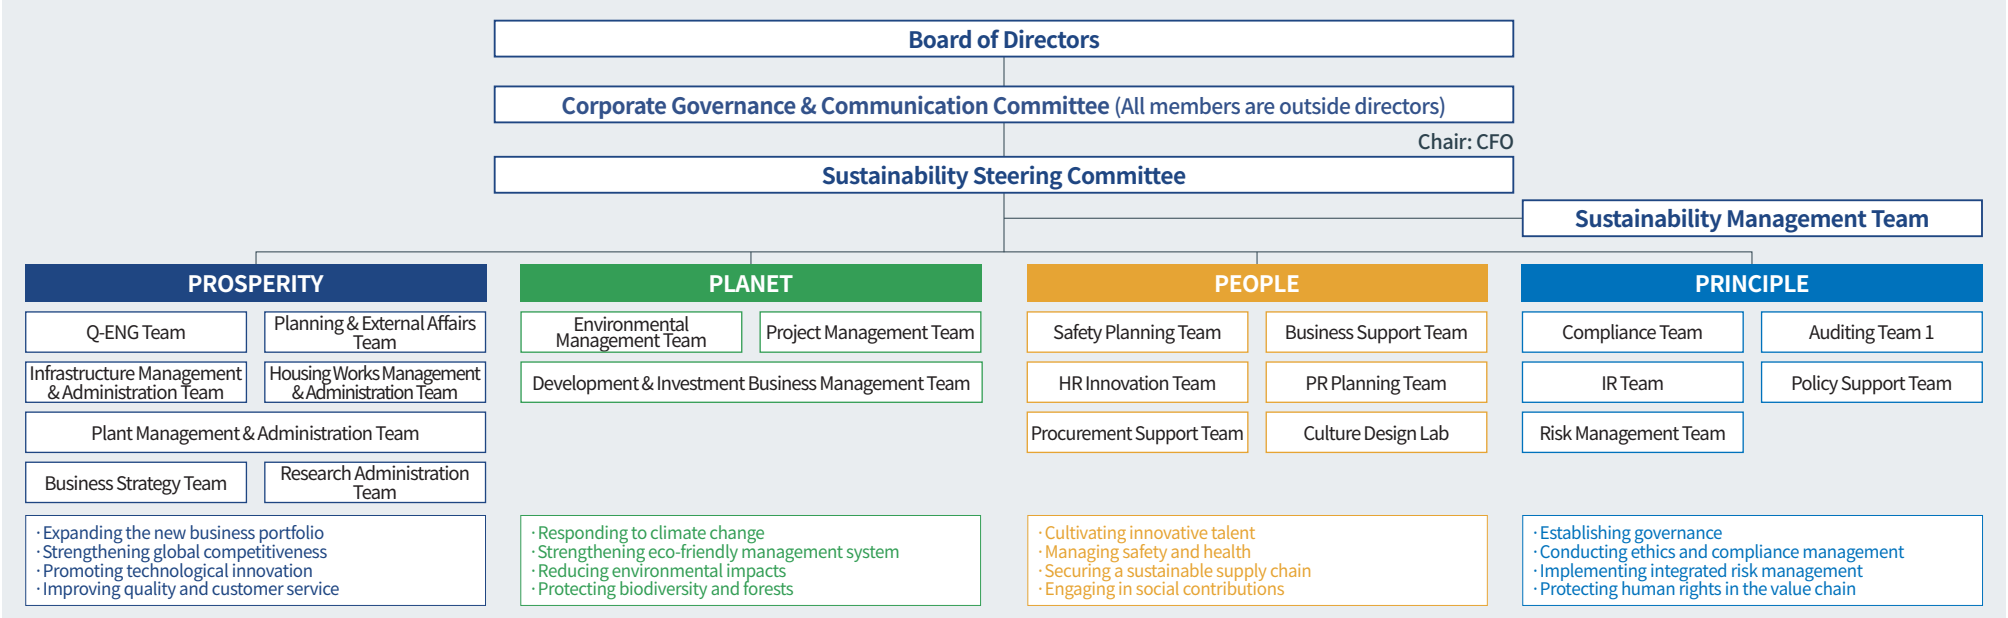 Board of Directors
Corporate Governance & Communication Committee (All members are outside directors)
Chair: CFO
Sustainability Steering Committee
Sustainability Management Team
PROSPERITY
Q-ENG Team
Planning & External Affairs
Team
Infrastructure Management
& Administration Team
Housing Works Management
& Administration Team
Plant Management & Administration Team
Business Strategy Team
Research Administration
Team
· Expanding the new business portfolio
· Strengthening global competitiveness
· Promoting technological innovation
· Improving quality and customer service
PLANET
Environmental
Management Team
Project Management Team
Development & Investment Business Management Team
· Responding to climate change
· Strengthening eco-friendly management system
· Reducing environmental impacts
· Protecting biodiversity and forests
PEOPLE
Safety Planning Team
Business Support Team
HR Innovation Team
PR Planning Team
Procurement Support Team
Culture Design Lab
· Cultivating innovative talent
· Managing safety and health
· Securing a sustainable supply chain
· Engaging in social contributions
PRINCIPLE
Compliance Team
Auditing Team 1
IR Team
Policy Support Team
Risk Management Team
· Establishing governance
· Conducting ethics and compliance management
· Implementing integrated risk management
· Protecting human rights in the value chain